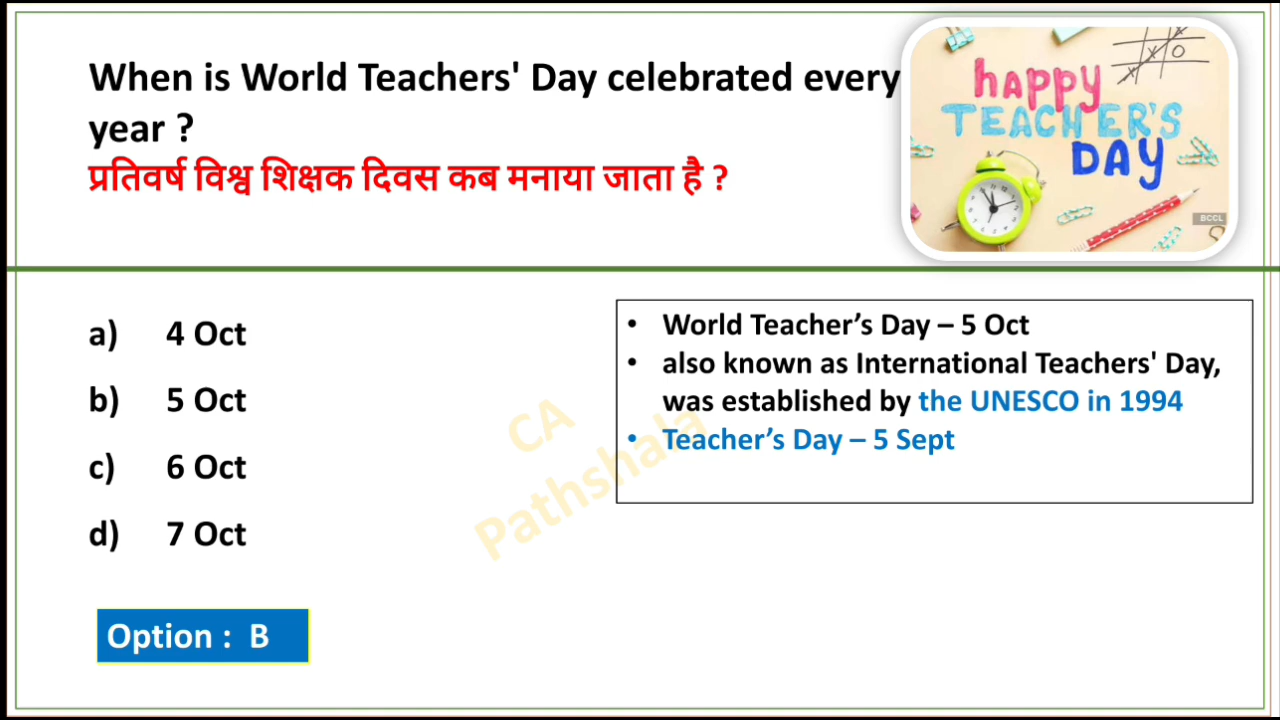 When is World Teachers' Day celebrated every
year ?
प्रतिवर्ष विश्व शिक्षक दिवस कब मनाया जाता है ?
happy
TEACHER'S
DAY
BCCL
a) 4 Oct
b) 5 Oct
c) 6 Oct
d) 7 Oct
• World Teacher’s Day – 5 Oct
• also known as International Teachers' Day,
was established by the UNESCO in 1994
• Teacher’s Day – 5 Sept
CA
Pathshala
Option : B